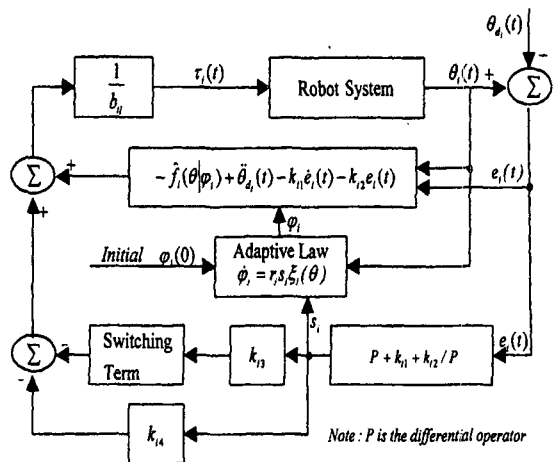 θ_{d_i}(t)
−
1/b_{ii}
τ_i(t)
Robot System
θ_i(t) +
Σ
Σ
+
− f̂_i(θ|φ_i) + θ̈_{d_i}(t) − k_{i1}ė_i(t) − k_{i2}e_i(t)
e_i(t)
+
φ_i
Initial φ_i(0)
Adaptive Law
φ̇_i = r_i s_i ξ_i(θ)
s_i
Σ
−
Switching
Term
k_{i3}
P + k_{i1} + k_{i2} / P
e_i(t)
−
k_{i4}
Note : P is the differential operator